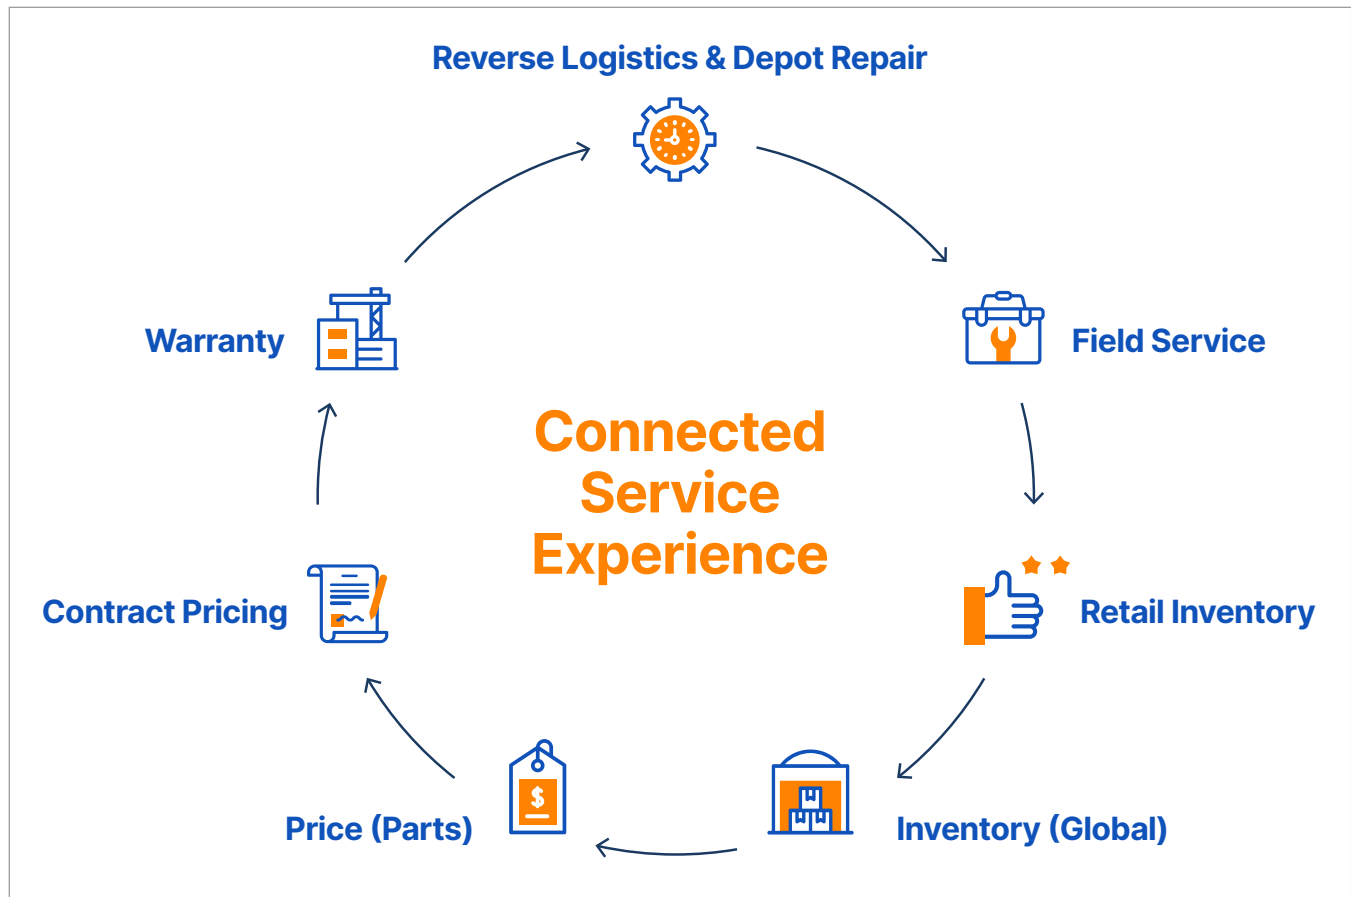 Reverse Logistics & Depot Repair
Warranty
Field Service
Connected
Service
Experience
Contract Pricing
Retail Inventory
$
Price (Parts)
Inventory (Global)